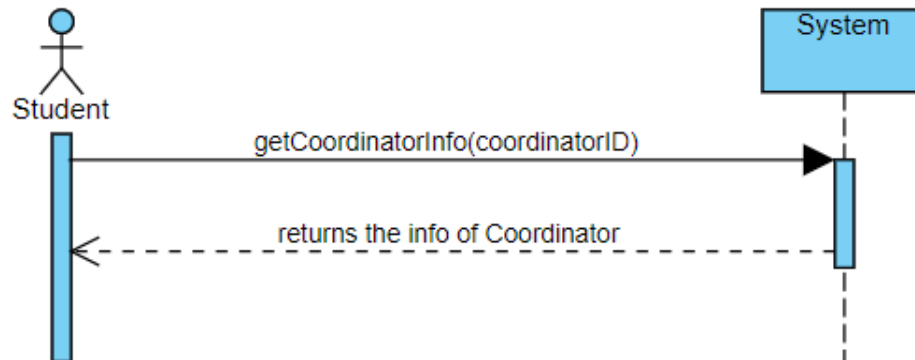 System
Student
getCoordinatorInfo(coordinatorID)
returns the info of Coordinator